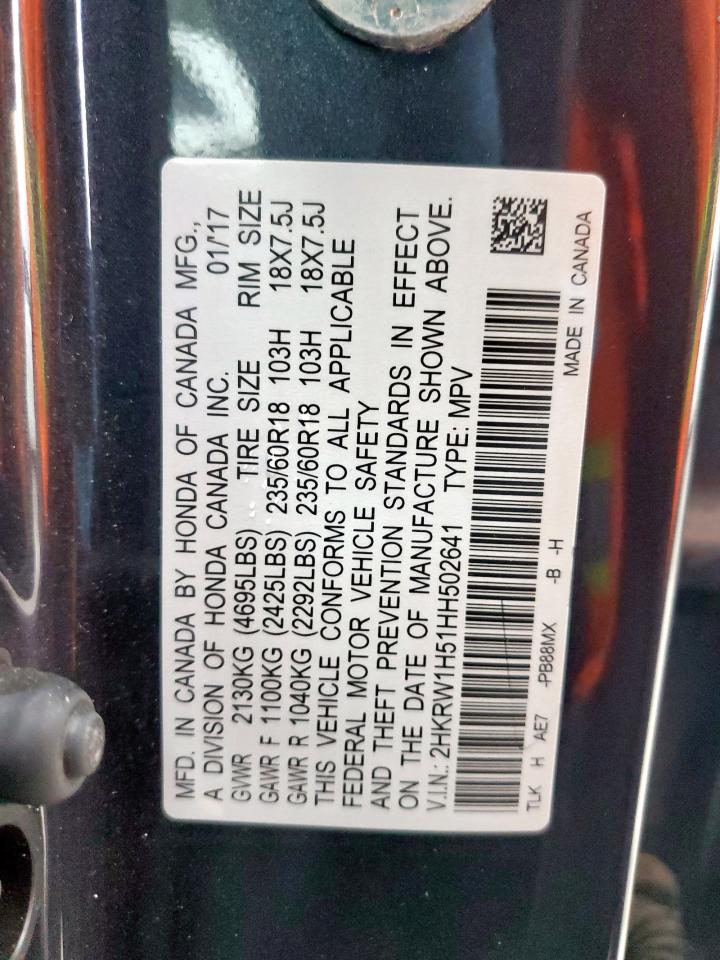 MFD. IN CANADA BY HONDA OF CANADA MFG.,
A DIVISION OF HONDA CANADA INC. 01/'17
GVWR 2130KG (4695LBS) TIRE SIZE RIM SIZE
GAWR F 1100KG (2425LBS) 235/60R18 103H 18X7.5J
GAWR R 1040KG (2292LBS) 235/60R18 103H 18X7.5J
THIS VEHICLE CONFORMS TO ALL APPLICABLE
FEDERAL MOTOR VEHICLE SAFETY
AND THEFT PREVENTION STANDARDS IN EFFECT
ON THE DATE OF MANUFACTURE SHOWN ABOVE.
V.I.N.: 2HKRW1H51HH502641 TYPE: MPV
TLK H AE7 -PB88MX -B -H MADE IN CANADA